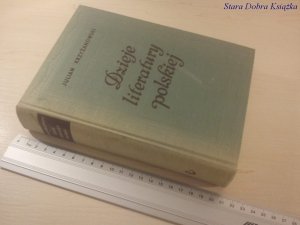 Stara Dobra Książka
JULIAN KRZYŻANOWSKI
Dzieje
literatury
polskiej